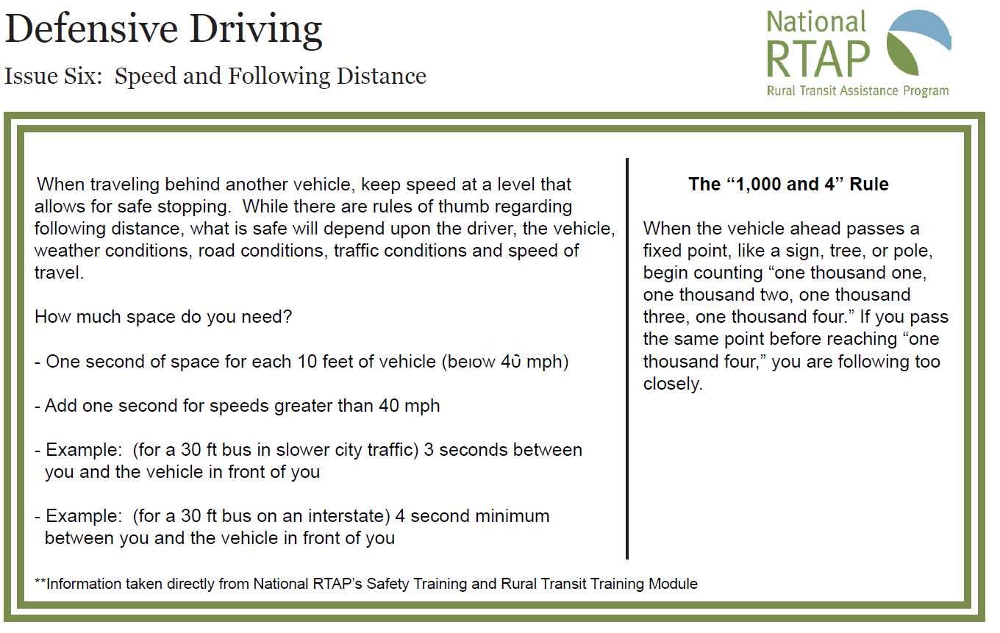 Defensive Driving
Issue Six:  Speed and Following Distance
National
RTAP
Rural Transit Assistance Program
When traveling behind another vehicle, keep speed at a level that
allows for safe stopping.  While there are rules of thumb regarding
following distance, what is safe will depend upon the driver, the vehicle,
weather conditions, road conditions, traffic conditions and speed of
travel.
How much space do you need?
- One second of space for each 10 feet of vehicle (below 40 mph)
- Add one second for speeds greater than 40 mph
- Example:  (for a 30 ft bus in slower city traffic) 3 seconds between
you and the vehicle in front of you
- Example:  (for a 30 ft bus on an interstate) 4 second minimum
between you and the vehicle in front of you
The “1,000 and 4” Rule
When the vehicle ahead passes a
fixed point, like a sign, tree, or pole,
begin counting “one thousand one,
one thousand two, one thousand
three, one thousand four.” If you pass
the same point before reaching “one
thousand four,” you are following too
closely.
**Information taken directly from National RTAP’s Safety Training and Rural Transit Training Module